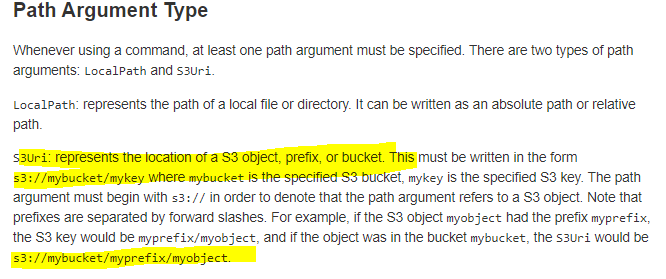 Path Argument Type
Whenever using a command, at least one path argument must be specified. There are two types of path
arguments: LocalPath and S3Uri.
LocalPath: represents the path of a local file or directory. It can be written as an absolute path or relative
path.
S3Uri: represents the location of a S3 object, prefix, or bucket. This must be written in the form
s3://mybucket/mykey where mybucket is the specified S3 bucket, mykey is the specified S3 key. The path
argument must begin with s3:// in order to denote that the path argument refers to a S3 object. Note that
prefixes are separated by forward slashes. For example, if the S3 object myobject had the prefix myprefix,
the S3 key would be myprefix/myobject, and if the object was in the bucket mybucket, the S3Uri would be
s3://mybucket/myprefix/myobject.